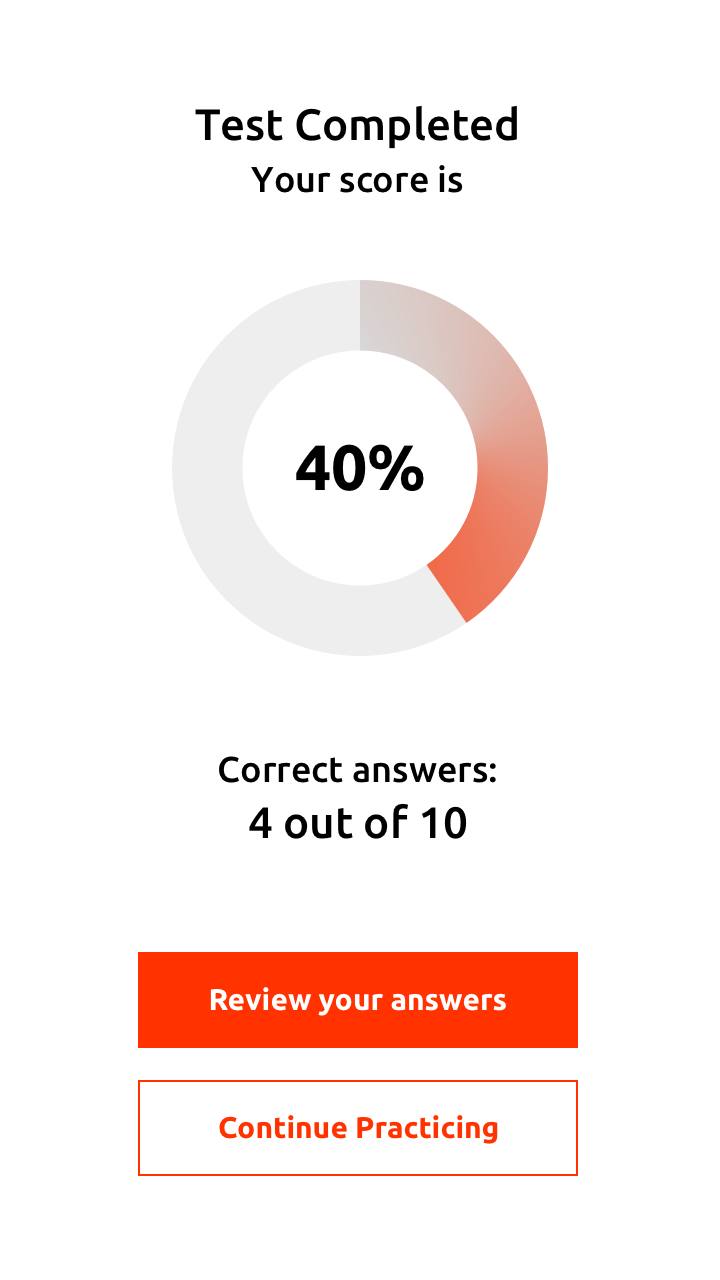 Test Completed
Your score is
40%
Correct answers:
4 out of 10
Review your answers
Continue Practicing